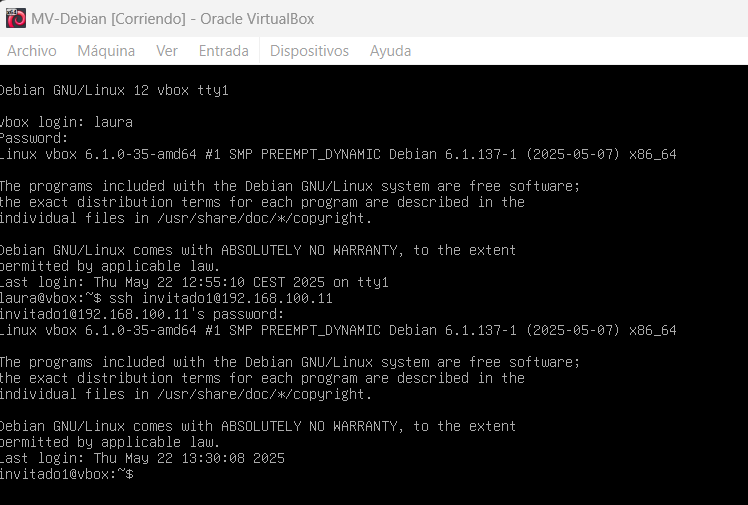 MV-Debian [Corriendo] - Oracle VirtualBox
Archivo Máquina Ver Entrada Dispositivos Ayuda
Debian GNU/Linux 12 vbox tty1
vbox login: laura
Password:
Linux vbox 6.1.0-35-amd64 #1 SMP PREEMPT_DYNAMIC Debian 6.1.137-1 (2025-05-07) x86_64
The programs included with the Debian GNU/Linux system are free software;
the exact distribution terms for each program are described in the
individual files in /usr/share/doc/*/copyright.
Debian GNU/Linux comes with ABSOLUTELY NO WARRANTY, to the extent
permitted by applicable law.
Last login: Thu May 22 12:55:10 CEST 2025 on tty1
laura@vbox:~$ ssh invitado1@192.168.100.11
invitado1@192.168.100.11's password:
Linux vbox 6.1.0-35-amd64 #1 SMP PREEMPT_DYNAMIC Debian 6.1.137-1 (2025-05-07) x86_64
The programs included with the Debian GNU/Linux system are free software;
the exact distribution terms for each program are described in the
individual files in /usr/share/doc/*/copyright.
Debian GNU/Linux comes with ABSOLUTELY NO WARRANTY, to the extent
permitted by applicable law.
Last login: Thu May 22 13:30:08 2025
invitado1@vbox:~$